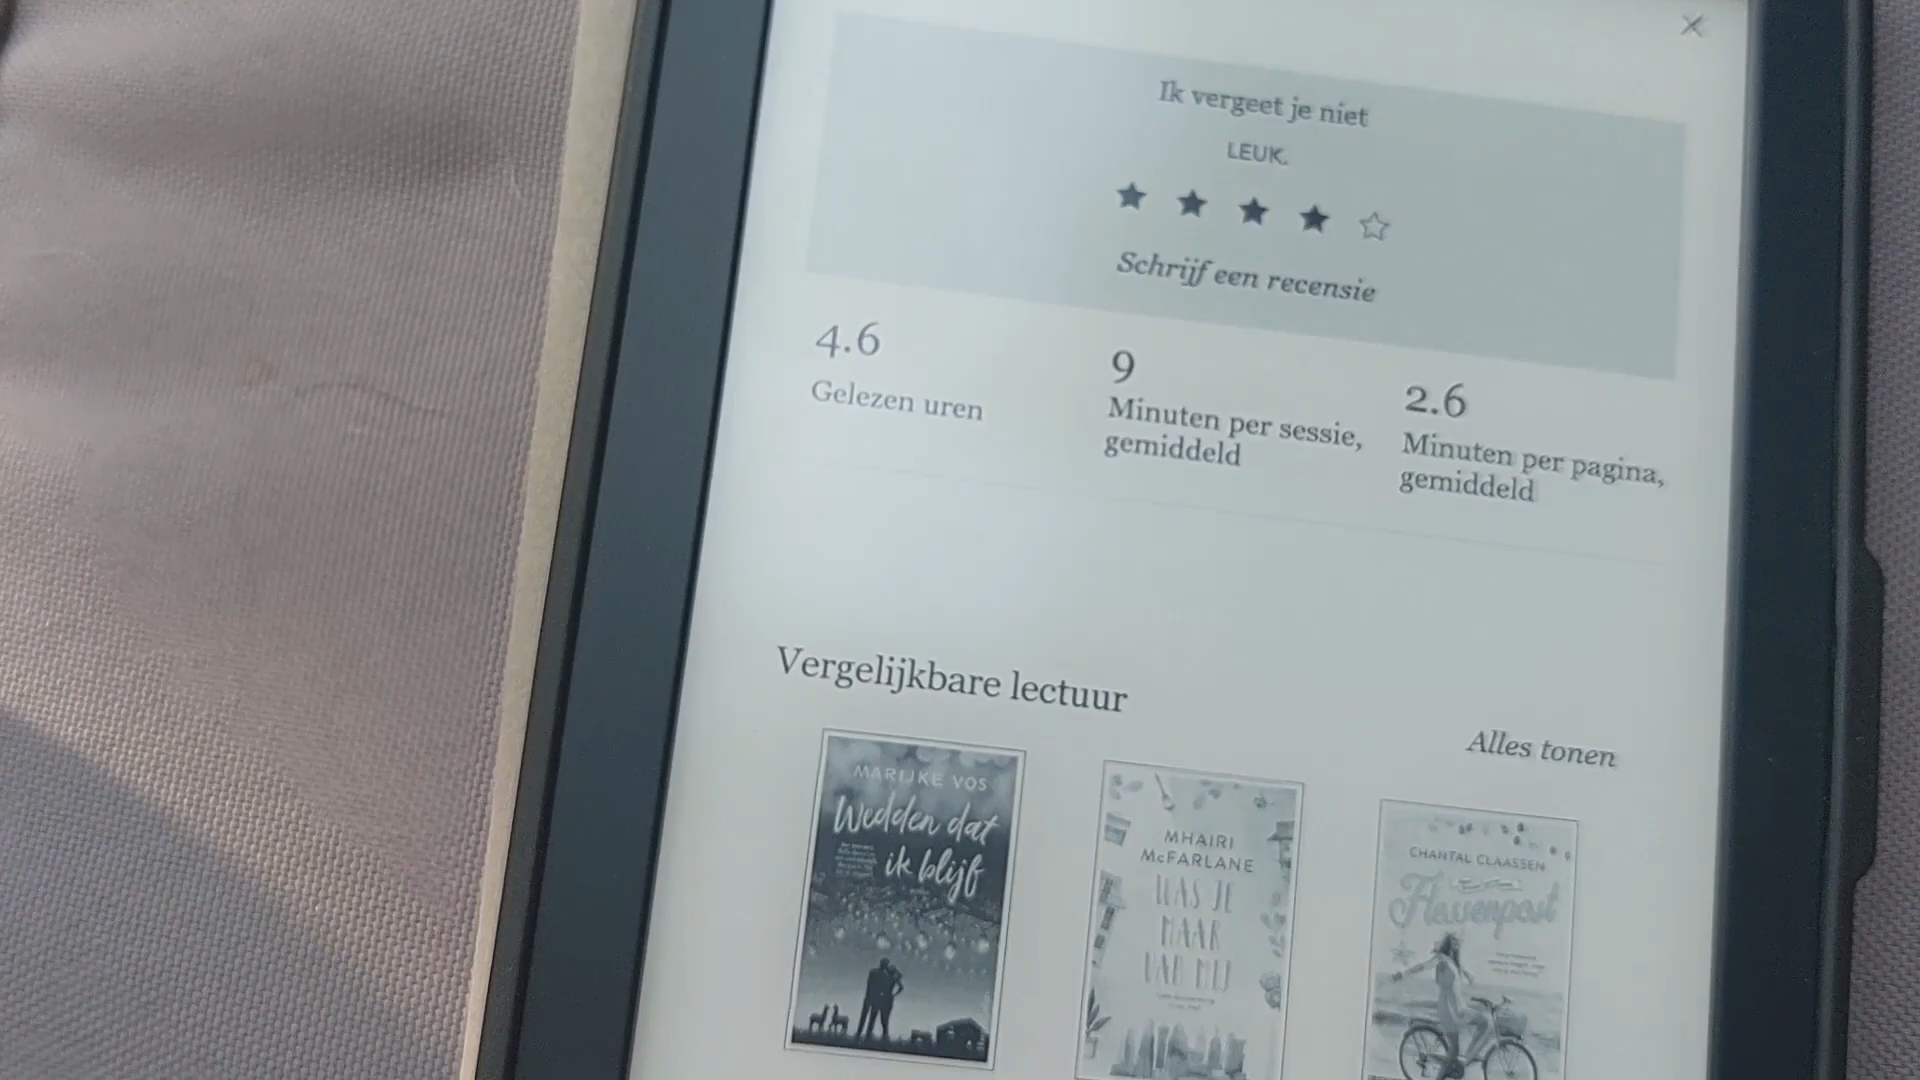 Ik vergeet je niet
LEUK.
Schrijf een recensie
4.6
Gelezen uren
9
Minuten per sessie,
gemiddeld
2.6
Minuten per pagina,
gemiddeld
Vergelijkbare lectuur
Alles tonen
MARIJKE VOS
Wedden dat
ik blijf
MHAIRI
McFARLANE
WAS JE
MAAR
VAN MIJ
CHANTAL CLAASSEN
Flessenpost